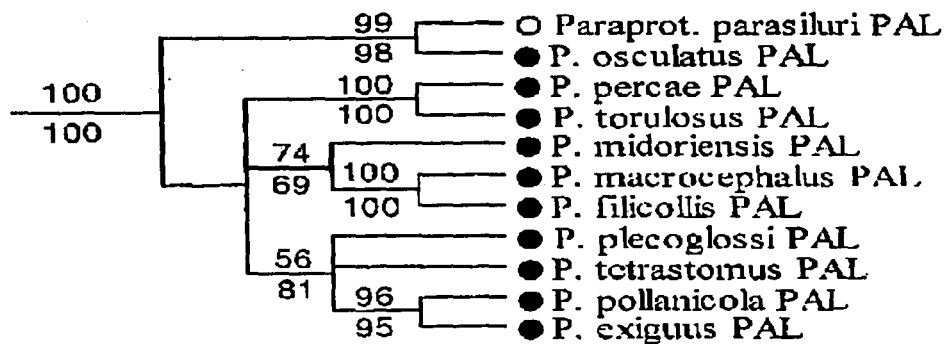 99
Paraprot. parasiluri PAL
98
P. osculatus PAL
100
100
100
P. percae PAL
100
P. torulosus PAL
74
P. midoriensis PAL
69
100
P. macrocephalus PAL
100
P. filicollis PAL
56
P. plecoglossi PAL
81
P. tetrastomus PAL
96
P. pollanicola PAL
95
P. exiguus PAL